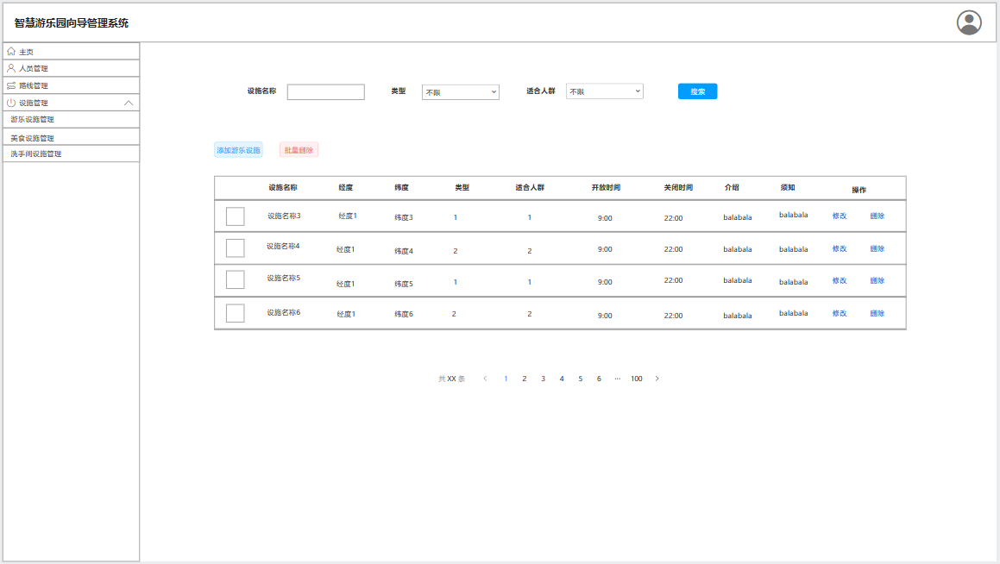 智慧游乐园向导管理系统
主页
人员管理
路线管理
设施管理
游乐设施管理
美食设施管理
洗手间设施管理
设施名称 类型 不限 适合人群 不限 搜索
添加游乐设施 批量删除
设施名称 经度 纬度 类型 适合人群 开放时间 关闭时间 介绍 须知 操作
设施名称3 经度1 纬度3 1 1 9:00 22:00 balabala balabala 修改 删除
设施名称4 经度1 纬度4 2 2 9:00 22:00 balabala balabala 修改 删除
设施名称5 经度1 纬度5 1 1 9:00 22:00 balabala balabala 修改 删除
设施名称6 经度1 纬度6 2 2 9:00 22:00 balabala balabala 修改 删除
共 XX 条 < 1 2 3 4 5 6 ··· 100 >